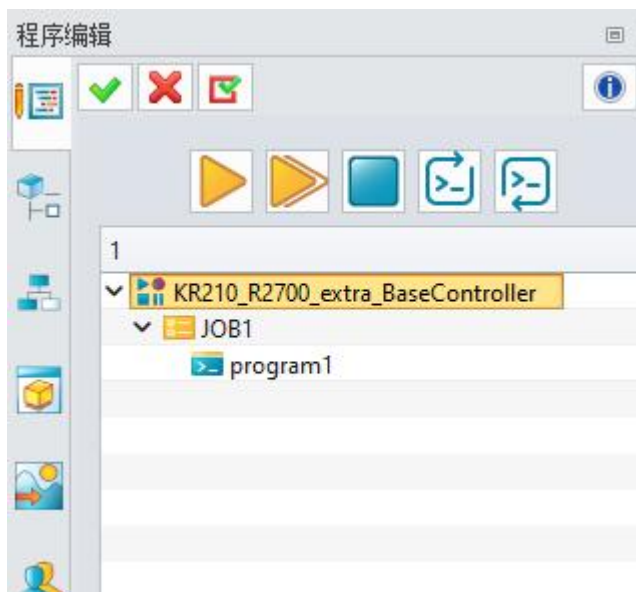 程序编辑
1
KR210_R2700_extra_BaseController
JOB1
program1